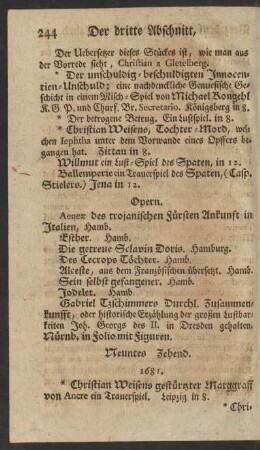 244 Der dritte Abschnitt,
Der Uebersetzer dieses Stückes ist, wie man aus
der Vorrede sieht, Christian a Gletelberg.
* Der unschuldig-beschuldigten Innocen-
tien-Unschuld; eine nachdenckliche Genuesische Ge-
schicht in einem Misch-Spiel von Michael Kongehl
K. G P. und Churf. Br. Secretario. Königsberg in 8.
* Der betrogene Betrug. Ein Lustspiel. in 8.
* Christian Weisens, Tochter-Mord, wel-
chen Jephtha unter dem Vorwande eines Opffers be-
gangen hat. Zittau in 8.
Willmut ein Lust-Spiel des Spaten, in 12.
Ballemperie ein Trauerspiel des Spaten, (Casp.
Stielers.) Jena in 12.
Opern.
Aeneæ des trojanischen Fürsten Ankunft in
Italien, Hamb.
Esther. Hamb.
Die getreue Sclavin Doris. Hamburg.
Des Cecrops Töchter. Hamb.
Alceste, aus dem Französischen übersetzt. Hamb.
Sein selbst gefangener. Hamb.
Jodelet. Hamb
Gabriel Tzschimmers Durchl. Zusammen-
kunfft; oder historische Erzählung der großen Lustbar-
keiten Joh. Georgs des II. in Dresden gehalten.
Nürnb. in Folio mit Figuren.
Neuntes Zehend.
1681.
* Christian Weisens gestürtzter Marggraff
von Ancre ein Trauerspiel. Leipzig in 8.
* Chri-